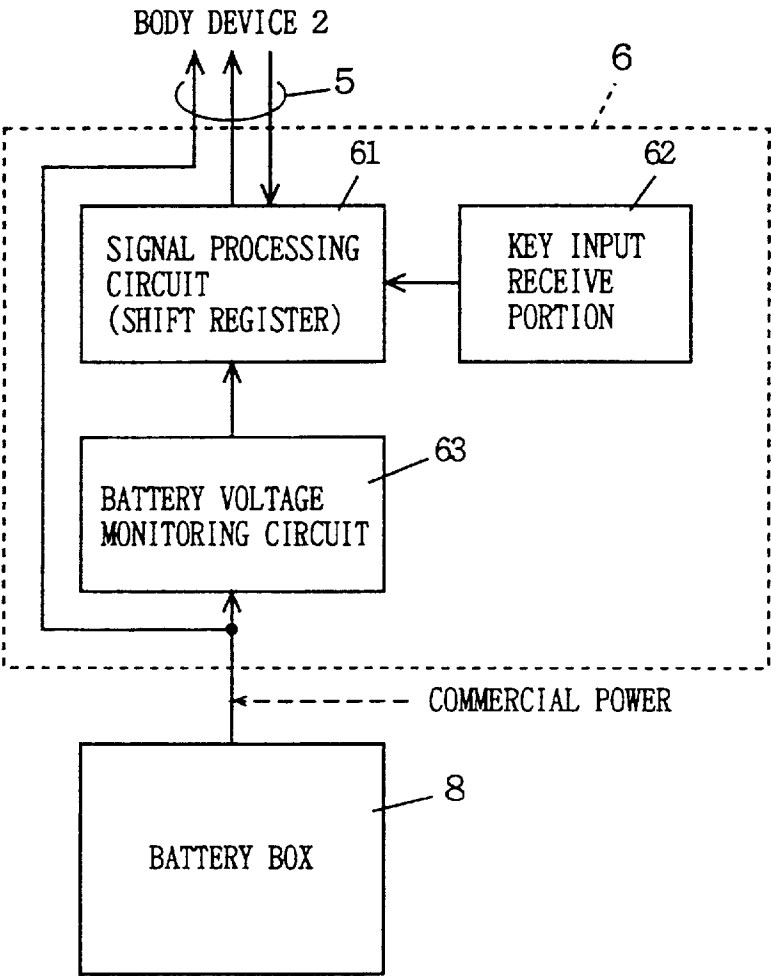 BODY DEVICE 2
5
6
61
62
SIGNAL PROCESSING
CIRCUIT
(SHIFT REGISTER)
KEY INPUT
RECEIVE
PORTION
63
BATTERY VOLTAGE
MONITORING CIRCUIT
COMMERCIAL POWER
8
BATTERY BOX